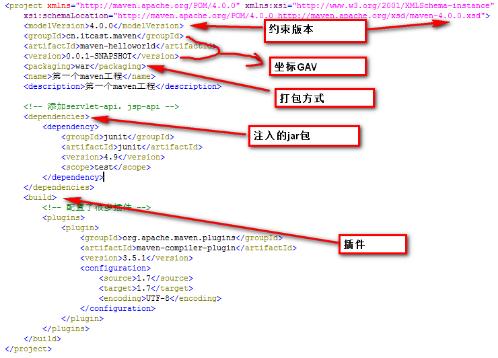 <project xmlns="http://maven.apache.org/POM/4.0.0" xmlns:xsi="http://www.w3.org/2001/XMLSchema-instance"
xsi:schemaLocation="http://maven.apache.org/POM/4.0.0 http://maven.apache.org/xsd/maven-4.0.0.xsd">
<modelVersion>4.0.0</modelVersion>
约束版本
<groupId>cn.itcast.maven</groupId>
<artifactId>maven-helloworld</artifactId>
<version>0.0.1-SNAPSHOT</version>
坐标GAV
<packaging>war</packaging>
<name>第一个maven工程</name>
<description>第一个maven工程</description>
打包方式
<!-- 添加servlet-api, jsp-api -->
<dependencies>
注入的jar包
<dependency>
<groupId>junit</groupId>
<artifactId>junit</artifactId>
<version>4.9</version>
<scope>test</scope>
</dependency>
</dependencies>
<build>
<!-- 配置了很多插件 -->
<plugins>
<plugin>
插件
<groupId>org.apache.maven.plugins</groupId>
<artifactId>maven-compiler-plugin</artifactId>
<version>3.5.1</version>
<configuration>
<source>1.7</source>
<target>1.7</target>
<encoding>UTF-8</encoding>
</configuration>
</plugin>
</plugins>
</build>
</project>